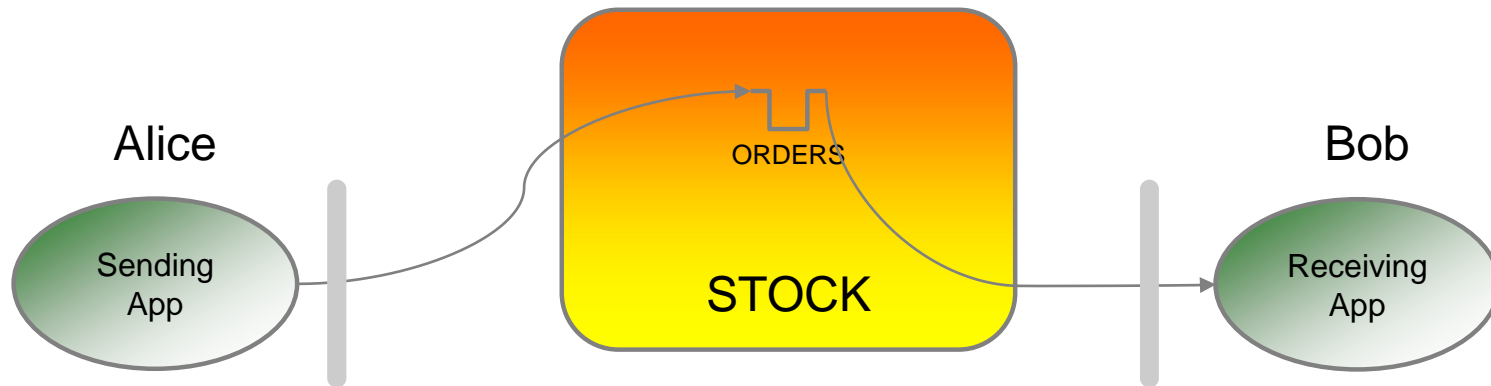 Alice
Sending
App
ORDERS
STOCK
Bob
Receiving
App